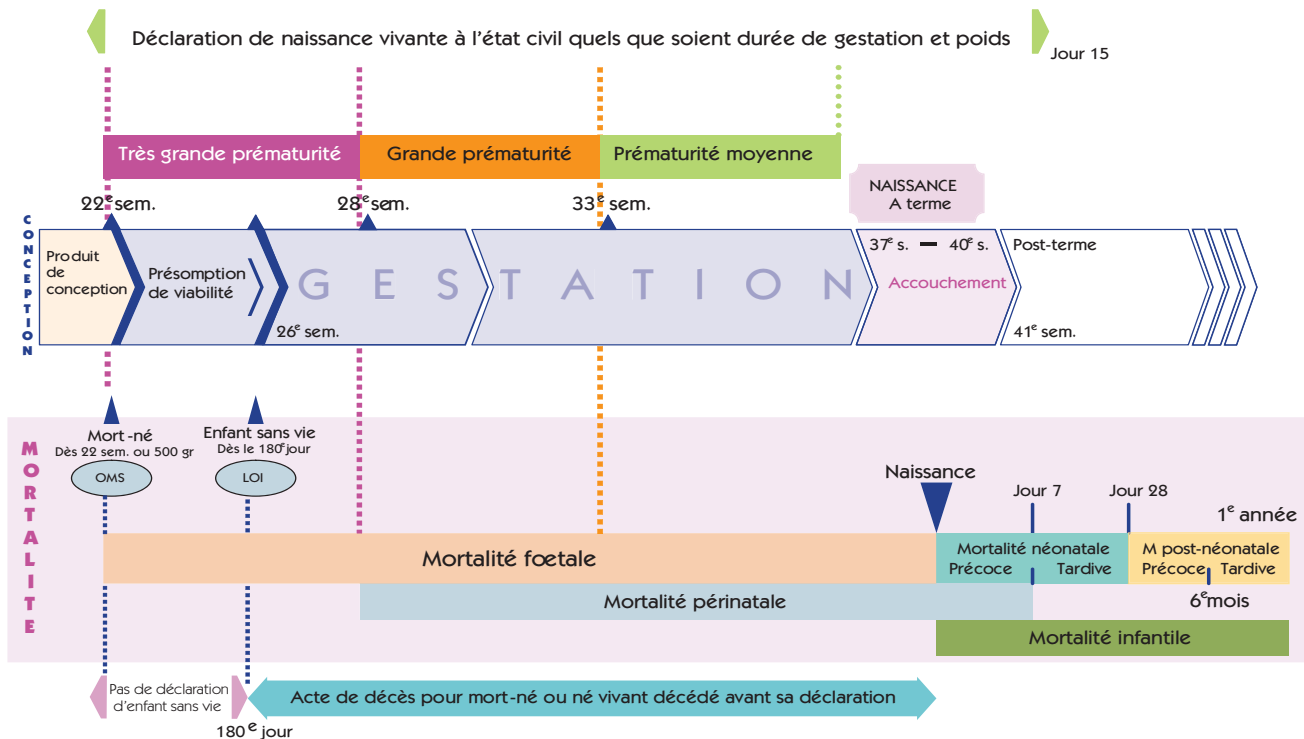 Déclaration de naissance vivante à l'état civil quels que soient durée de gestation et poids
Jour 15
Très grande prématurité
Grande prématurité
Prématurité moyenne
NAISSANCE
A terme
22e sem.
28e sem.
33e sem.
CONCEPTION
Produit
de
conception
Présomption
de viabilité
GESTATION
26e sem.
37e s. – 40e s.
Accouchement
Post-terme
41e sem.
MORTALITE
Mort-né
Dès 22 sem. ou 500 gr
OMS
Enfant sans vie
Dès le 180e jour
LOI
Naissance
Jour 7
Jour 28
1e année
Mortalité fœtale
Mortalité néonatale
Précoce Tardive
M post-néonatale
Précoce Tardive
Mortalité périnatale
6e mois
Mortalité infantile
Pas de déclaration
d'enfant sans vie
Acte de décès pour mort-né ou né vivant décédé avant sa déclaration
180e jour